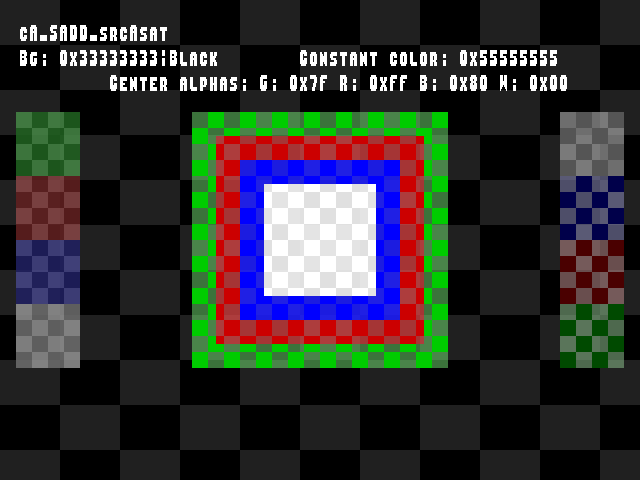 cA_SADD_srcAsat
Bg: 0x33333333;Black Constant color: 0x55555555
Center alphas: G: 0x7F R: 0xFF B: 0x80 W: 0x00